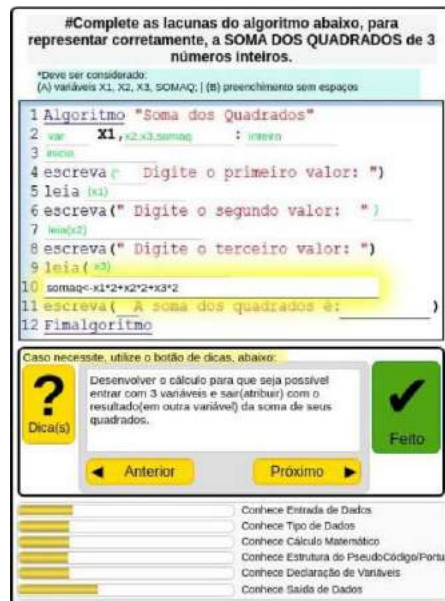 #Complete as lacunas do algoritmo abaixo, para
representar corretamente, a SOMA DOS QUADRADOS de 3
números inteiros.
*Deve ser considerado:
(A) variáveis X1, X2, X3, SOMAQ; | (B) preenchimento sem espaços
1 Algoritmo "Soma dos Quadrados"
2 var X1,x2,x3,somaq : inteiro
3 inicio
4 escreva( Digite o primeiro valor: ")
5 leia (x1)
6 escreva(" Digite o segundo valor: " )
7 leia(x2)
8 escreva(" Digite o terceiro valor: ")
9 leia( x3)
10 somaq<-x1*2+x2*2+x3*2
11 escreva(__A soma dos quadrados é: )
12 Fimalgoritmo
Caso necessite, utilize o botão de dicas, abaixo:
?
Dica(s)
Desenvolver o cálculo para que seja possível
entrar com 3 variáveis e sair(atribuir) com o
resultado(em outra variável) da soma de seus
quadrados.
Feito
Anterior
Próximo
Conhece Entrada de Dados
Conhece Tipo de Dados
Conhece Cálculo Matemático
Conhece Estrutura do PseudoCódigo/Portu
Conhece Declaração de Variáveis
Conhece Saída de Dados